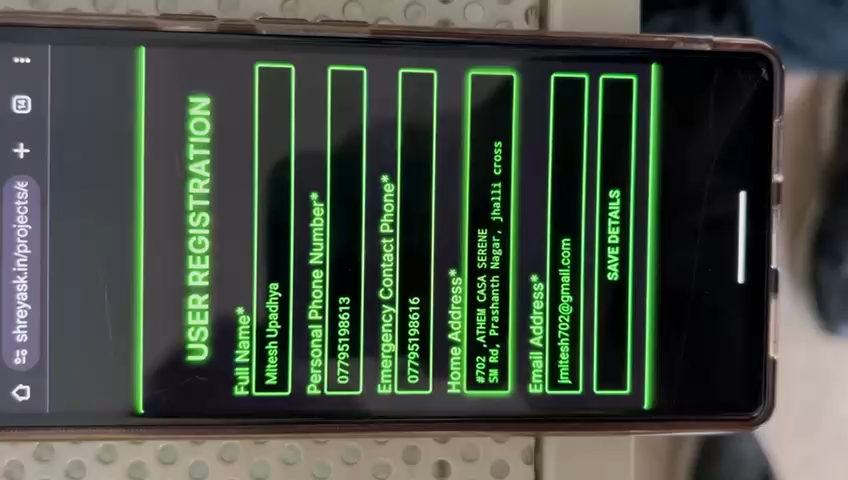 shreyask.in/projects/e
14
USER REGISTRATION
Full Name*
Mitesh Upadhya
Personal Phone Number*
07795198613
Emergency Contact Phone*
07795198616
Home Address*
#702 ,ATHEM CASA SERENE
SM Rd, Prashanth Nagar, jhalli cross
Email Address*
jmitesh702@gmail.com
SAVE DETAILS